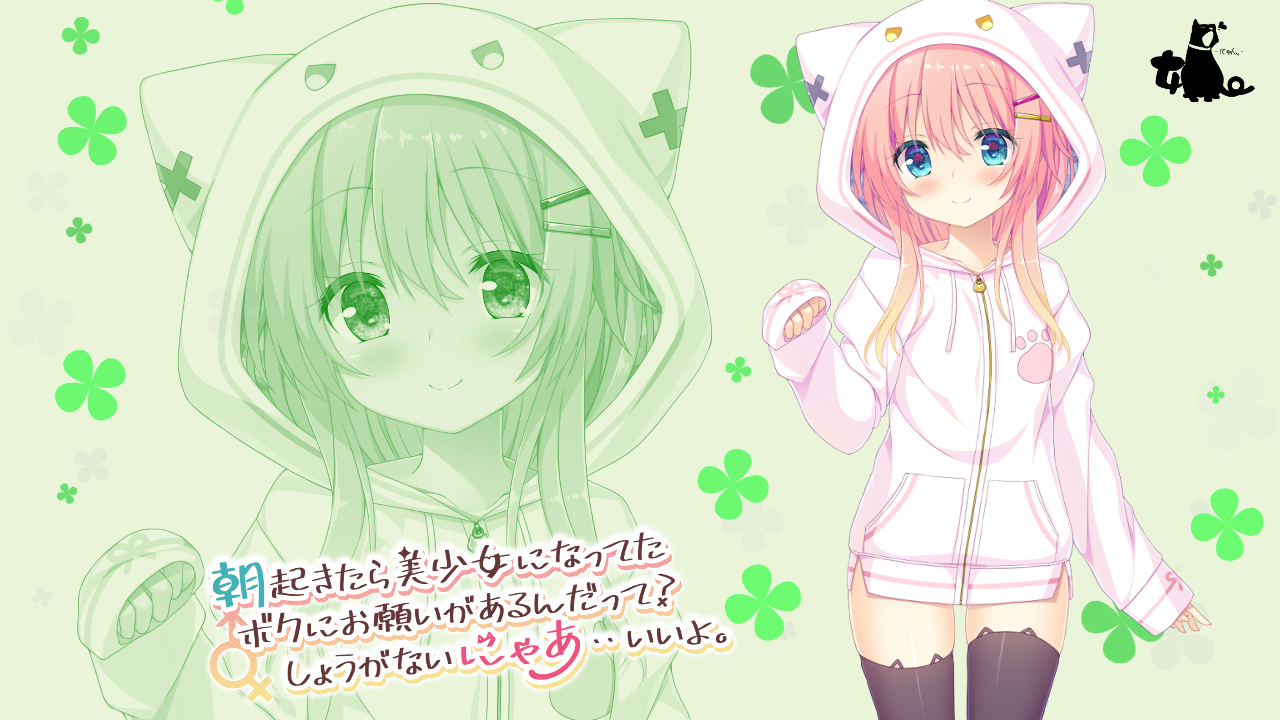 朝起きたら美少女になってた
ボクにお願いがあるんだって？
しょうがないにゃあ‥いいよ。